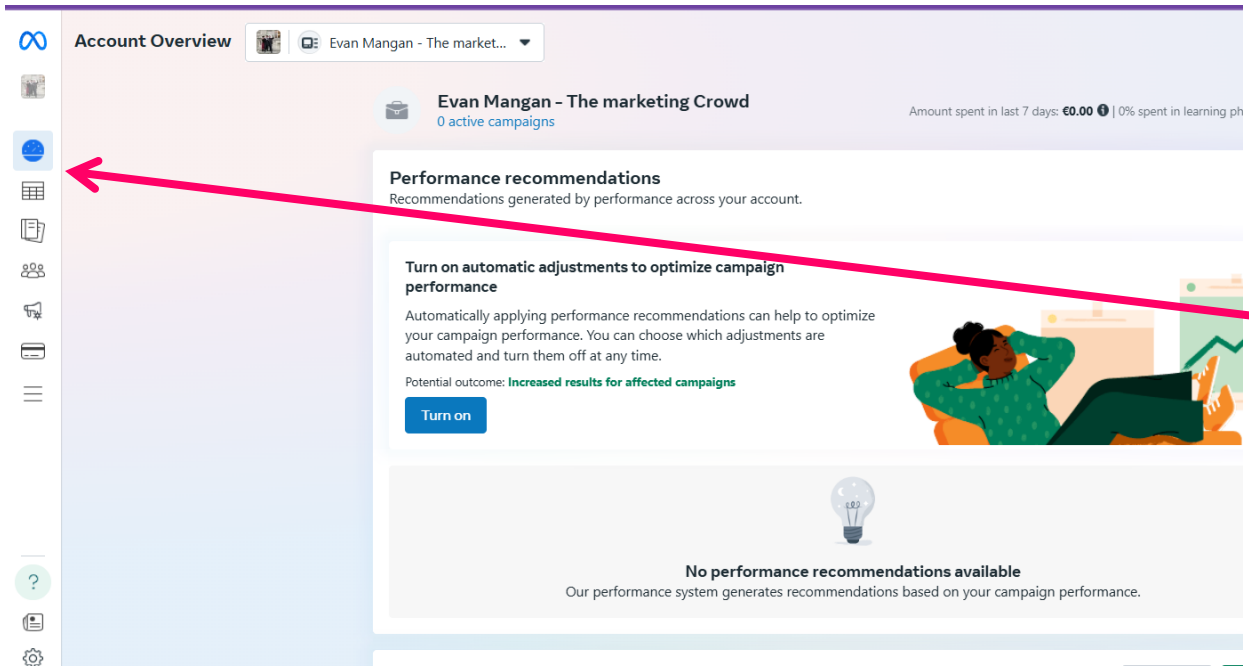 Account Overview
Evan Mangan - The market...
Evan Mangan - The marketing Crowd
0 active campaigns
Amount spent in last 7 days: €0.00 | 0% spent in learning ph
Performance recommendations
Recommendations generated by performance across your account.
Turn on automatic adjustments to optimize campaign
performance
Automatically applying performance recommendations can help to optimize
your campaign performance. You can choose which adjustments are
automated and turn them off at any time.
Potential outcome: Increased results for affected campaigns
Turn on
No performance recommendations available
Our performance system generates recommendations based on your campaign performance.
?